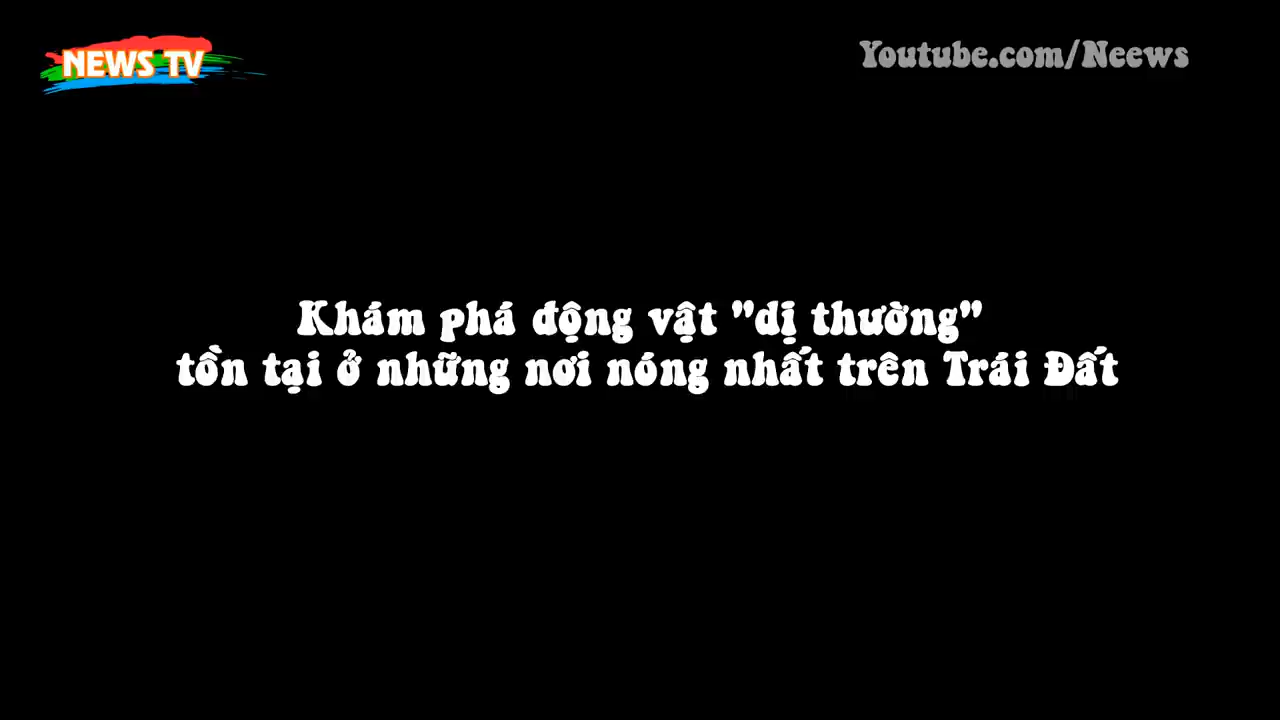 NEWS TV
Youtube.com/Neews
Khám phá động vật "dị thường"
tồn tại ở những nơi nóng nhất trên Trái Đất